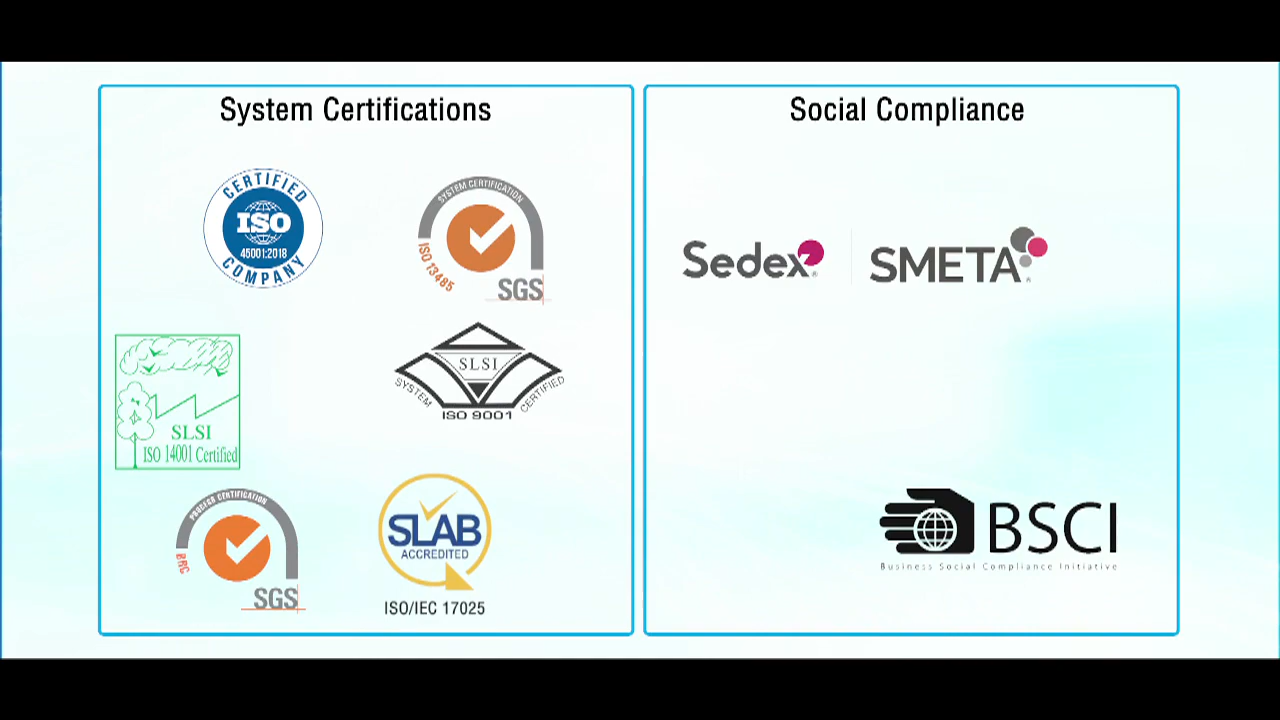 System Certifications
CERTIFIED
ISO
45001:2018
COMPANY
SYSTEM CERTIFICATION
ISO 13485
SGS
SLSI
ISO 14001 Certified
SLSI
SYSTEM CERTIFIED
ISO 9001
PROCESS CERTIFICATION
BRC
SGS
SLAB
ACCREDITED
ISO/IEC 17025
Social Compliance
Sedex®
SMETA®
BSCI
Business Social Compliance Initiative